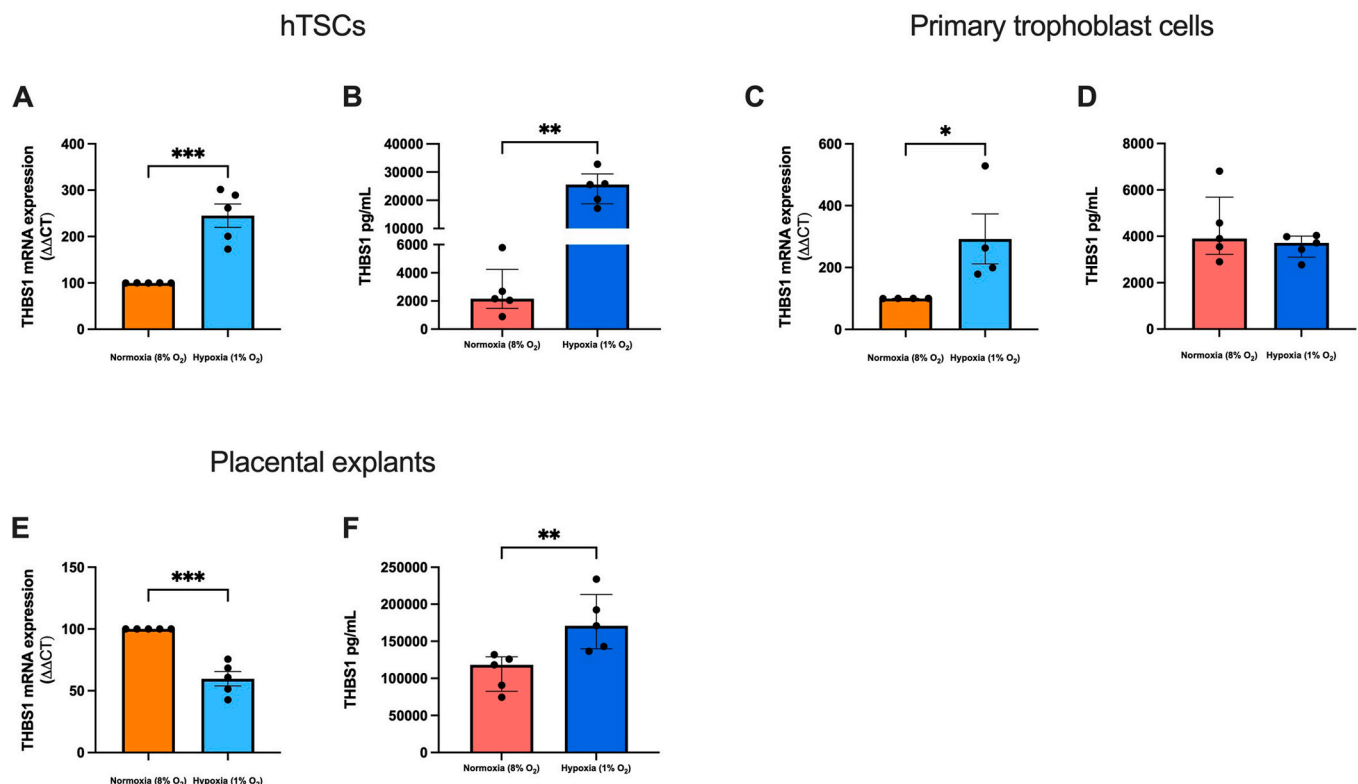 hTSCs
Primary trophoblast cells
A
THBS1 mRNA expression
(ΔΔCT)
400
300
200
100
0
***
Normoxia (8% O₂) Hypoxia (1% O₂)
B
THBS1 pg/mL
40000
30000
20000
10000
6000
4000
2000
0
**
Normoxia (8% O₂) Hypoxia (1% O₂)
C
THBS1 mRNA expression
(ΔΔCT)
600
400
200
0
*
Normoxia (8% O₂) Hypoxia (1% O₂)
D
THBS1 pg/mL
8000
6000
4000
2000
0
Normoxia (8% O₂) Hypoxia (1% O₂)
Placental explants
E
THBS1 mRNA expression
(ΔΔCT)
150
100
50
0
***
Normoxia (8% O₂) Hypoxia (1% O₂)
F
THBS1 pg/mL
250000
200000
150000
100000
50000
0
**
Normoxia (8% O₂) Hypoxia (1% O₂)